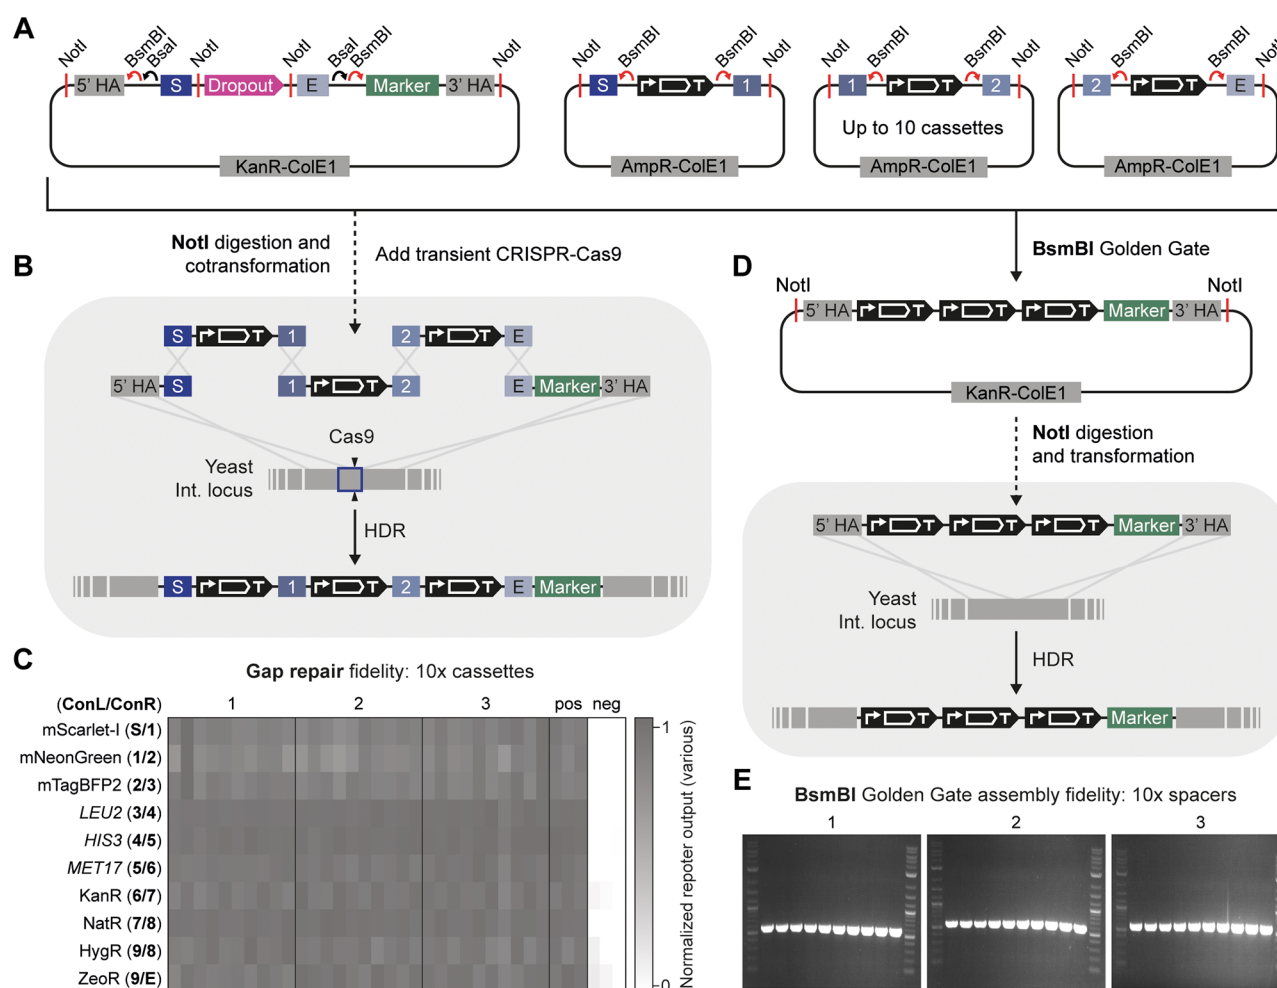 A
NotI BsmBI BsaI NotI NotI BsaI BsmBI NotI
5' HA S Dropout E Marker 3' HA
KanR-ColE1
NotI BsmBI BsmBI NotI
S T 1
AmpR-ColE1
NotI BsmBI BsmBI NotI
1 T 2
Up to 10 cassettes
AmpR-ColE1
NotI BsmBI BsmBI NotI
2 T E
AmpR-ColE1
NotI digestion and
cotransformation
Add transient CRISPR-Cas9
B
S T 1 2 T E
5' HA S 1 T 2 E Marker 3' HA
Cas9
Yeast
Int. locus
HDR
S T 1 T 2 T E Marker
C
Gap repair fidelity: 10x cassettes
(ConL/ConR) 1 2 3 pos neg
mScarlet-I (S/1)
mNeonGreen (1/2)
mTagBFP2 (2/3)
LEU2 (3/4)
HIS3 (4/5)
MET17 (5/6)
KanR (6/7)
NatR (7/8)
HygR (9/8)
ZeoR (9/E)
1
0
Normalized repoter output (various)
D
BsmBI Golden Gate
NotI NotI
5' HA T T T Marker 3' HA
KanR-ColE1
NotI digestion
and transformation
5' HA T T T Marker 3' HA
Yeast
Int. locus
HDR
T T T Marker
E
BsmBI Golden Gate assembly fidelity: 10x spacers
1 2 3